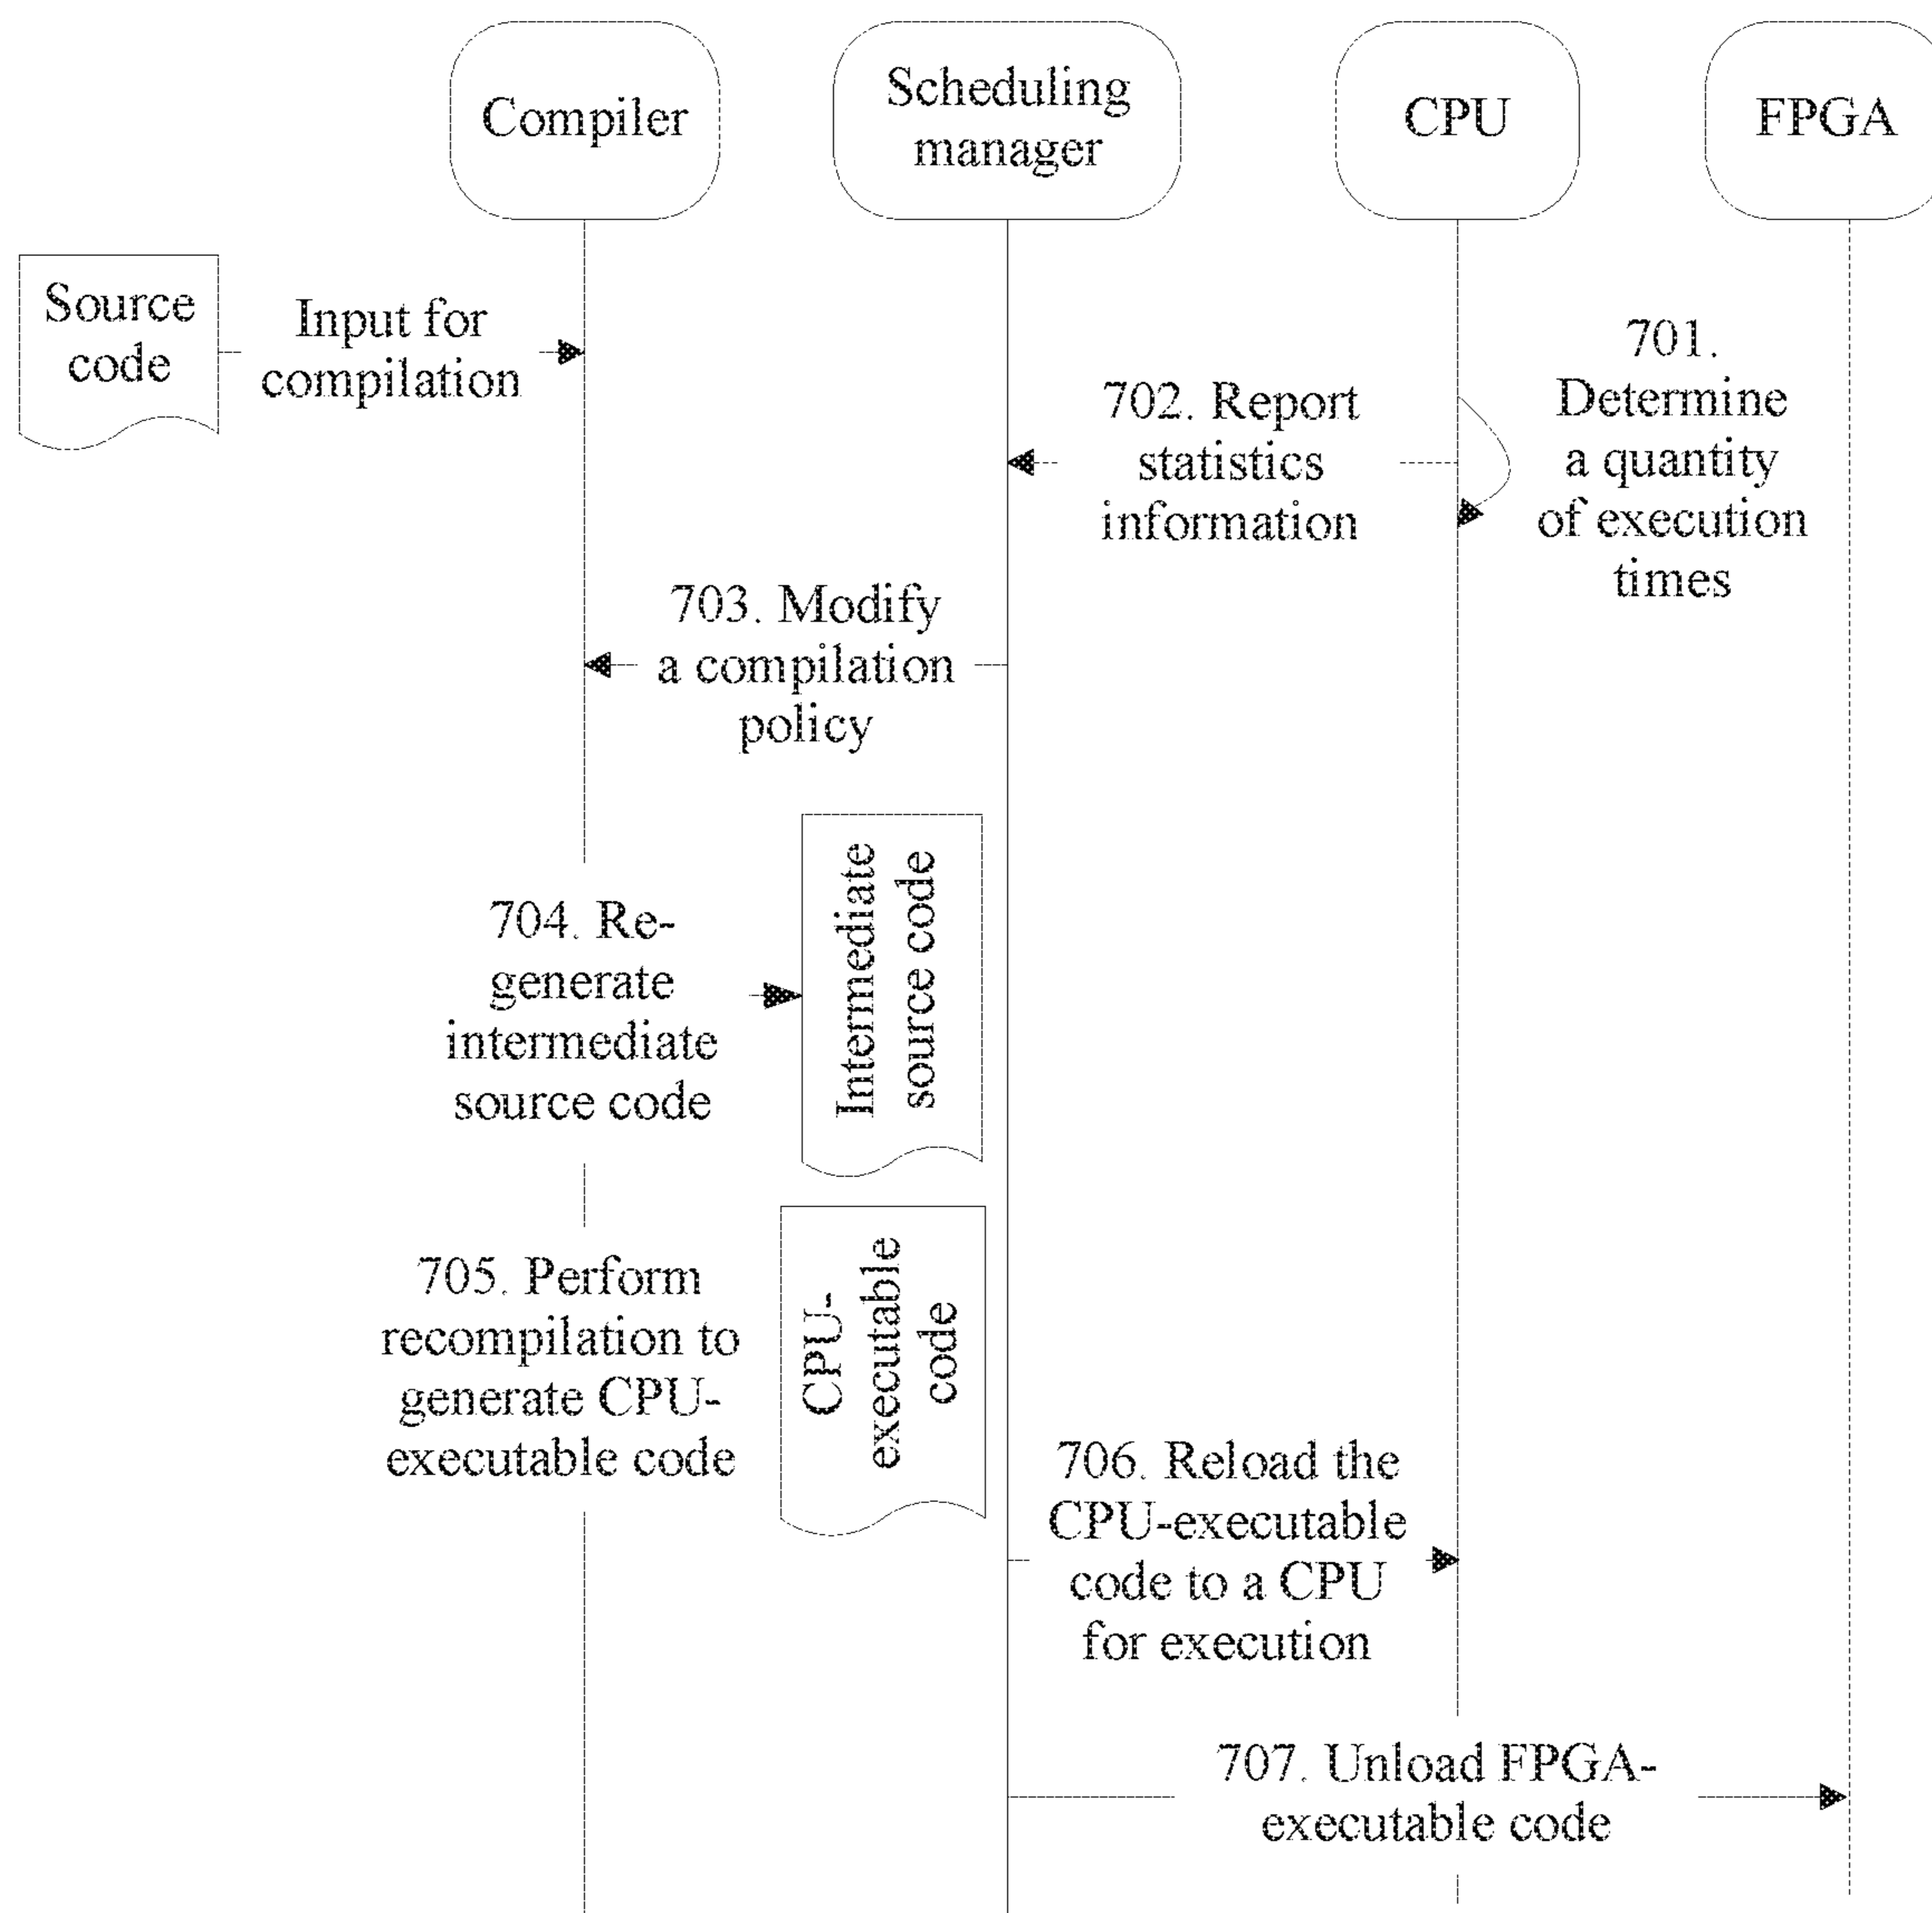 Compiler
Scheduling
manager
CPU
FPGA
Source
code
Input for
compilation
701.
Determine
a quantity
of execution
times
702. Report
statistics
information
703. Modify
a compilation
policy
704. Re-
generate
intermediate
source code
Intermediate
source code
705. Perform
recompilation to
generate CPU-
executable code
CPU-
executable
code
706. Reload the
CPU-executable
code to a CPU
for execution
707. Unload FPGA-
executable code